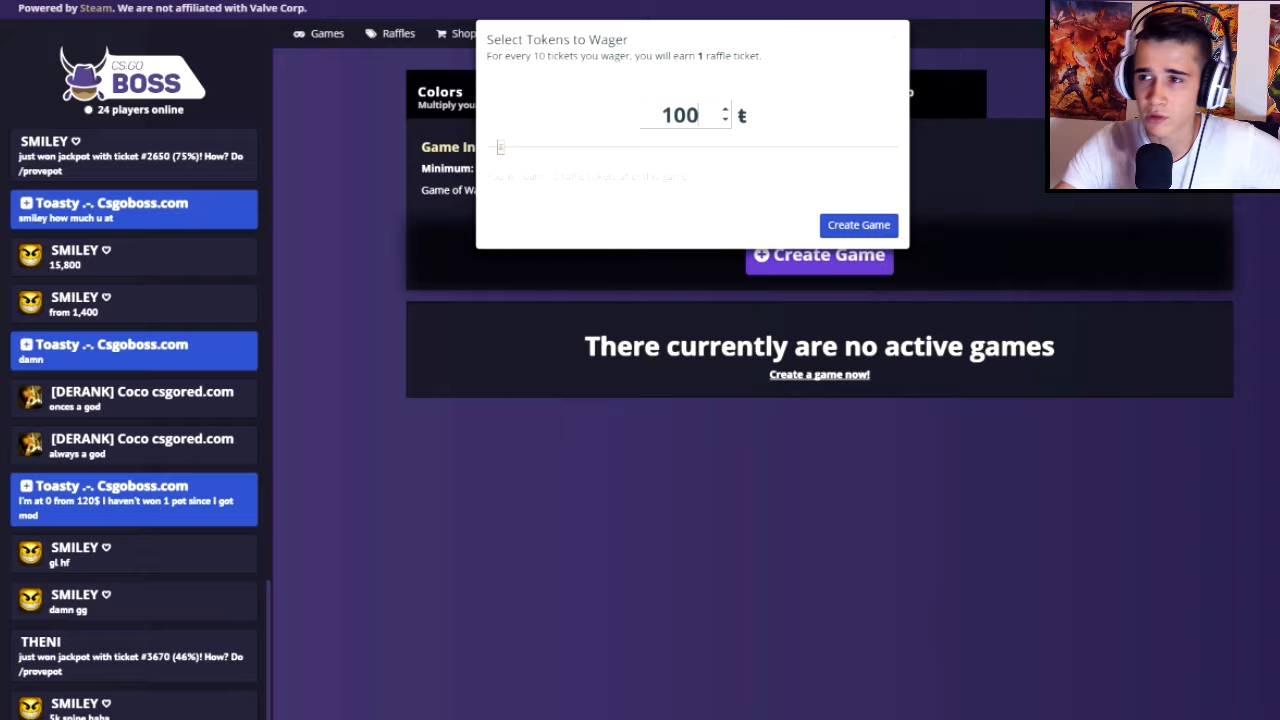 Powered by Steam. We are not affiliated with Valve Corp.
CS:GO
BOSS
24 players online
Games
Raffles
Shop
Select Tokens to Wager
For every 10 tickets you wager, you will earn 1 raffle ticket.
100
Create Game
Colors
Multiply your
Game In
Minimum:
Game of Wa
Create Game
There currently are no active games
Create a game now!
SMILEY ♡
just won jackpot with ticket #2650 (75%)! How? Do
/provepot
Toasty .-. Csgoboss.com
smiley how much u at
SMILEY ♡
15,800
SMILEY ♡
from 1,400
Toasty .-. Csgoboss.com
damn
[DERANK] Coco csgored.com
onces a god
[DERANK] Coco csgored.com
always a god
Toasty .-. Csgoboss.com
I'm at 0 from 120$ I haven't won 1 pot since I got
mod
SMILEY ♡
gl hf
SMILEY ♡
damn gg
THENI
just won jackpot with ticket #3670 (46%)! How? Do
/provepot
SMILEY ♡